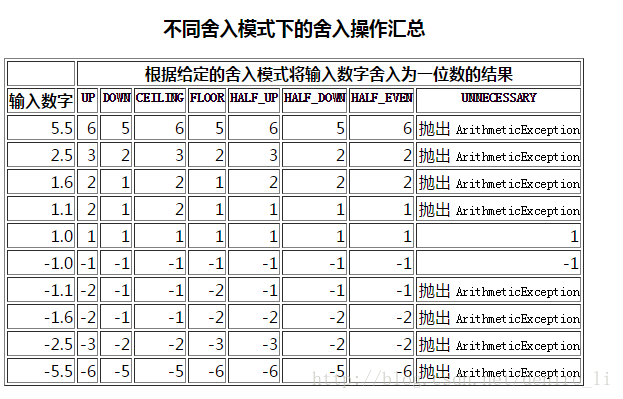 不同舍入模式下的舍入操作汇总
根据给定的舍入模式将输入数字舍入为一位数的结果
输入数字 UP DOWN CEILING FLOOR HALF_UP HALF_DOWN HALF_EVEN UNNECESSARY
5.5 6 5 6 5 6 5 6 抛出 ArithmeticException
2.5 3 2 3 2 3 2 2 抛出 ArithmeticException
1.6 2 1 2 1 2 2 2 抛出 ArithmeticException
1.1 2 1 2 1 1 1 1 抛出 ArithmeticException
1.0 1 1 1 1 1 1 1 1
-1.0 -1 -1 -1 -1 -1 -1 -1 -1
-1.1 -2 -1 -1 -2 -1 -1 -1 抛出 ArithmeticException
-1.6 -2 -1 -1 -2 -2 -2 -2 抛出 ArithmeticException
-2.5 -3 -2 -2 -3 -3 -2 -2 抛出 ArithmeticException
-5.5 -6 -5 -5 -6 -6 -5 -6 抛出 ArithmeticException